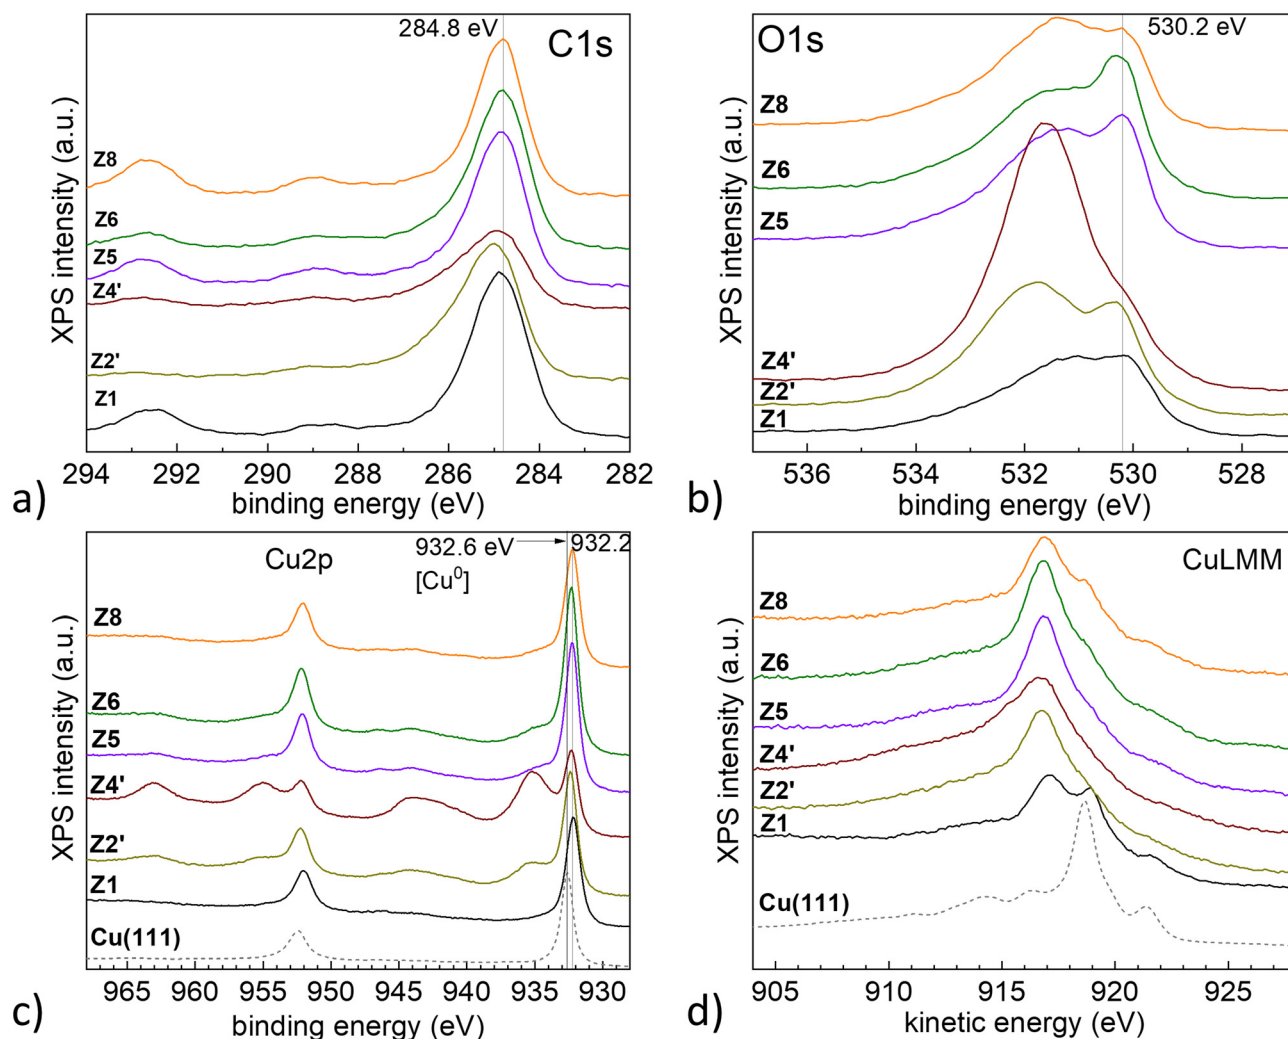 284.8 eV
C1s
XPS intensity (a.u.)
Z8
Z6
Z5
Z4'
Z2'
Z1
294 292 290 288 286 284 282
binding energy (eV)
a)
530.2 eV
O1s
XPS intensity (a.u.)
Z8
Z6
Z5
Z4'
Z2'
Z1
536 534 532 530 528
binding energy (eV)
b)
932.6 eV
932.2
[Cu⁰]
Cu2p
XPS intensity (a.u.)
Z8
Z6
Z5
Z4'
Z2'
Z1
Cu(111)
965 960 955 950 945 940 935 930
binding energy (eV)
c)
CuLMM
XPS intensity (a.u.)
Z8
Z6
Z5
Z4'
Z2'
Z1
Cu(111)
905 910 915 920 925
kinetic energy (eV)
d)